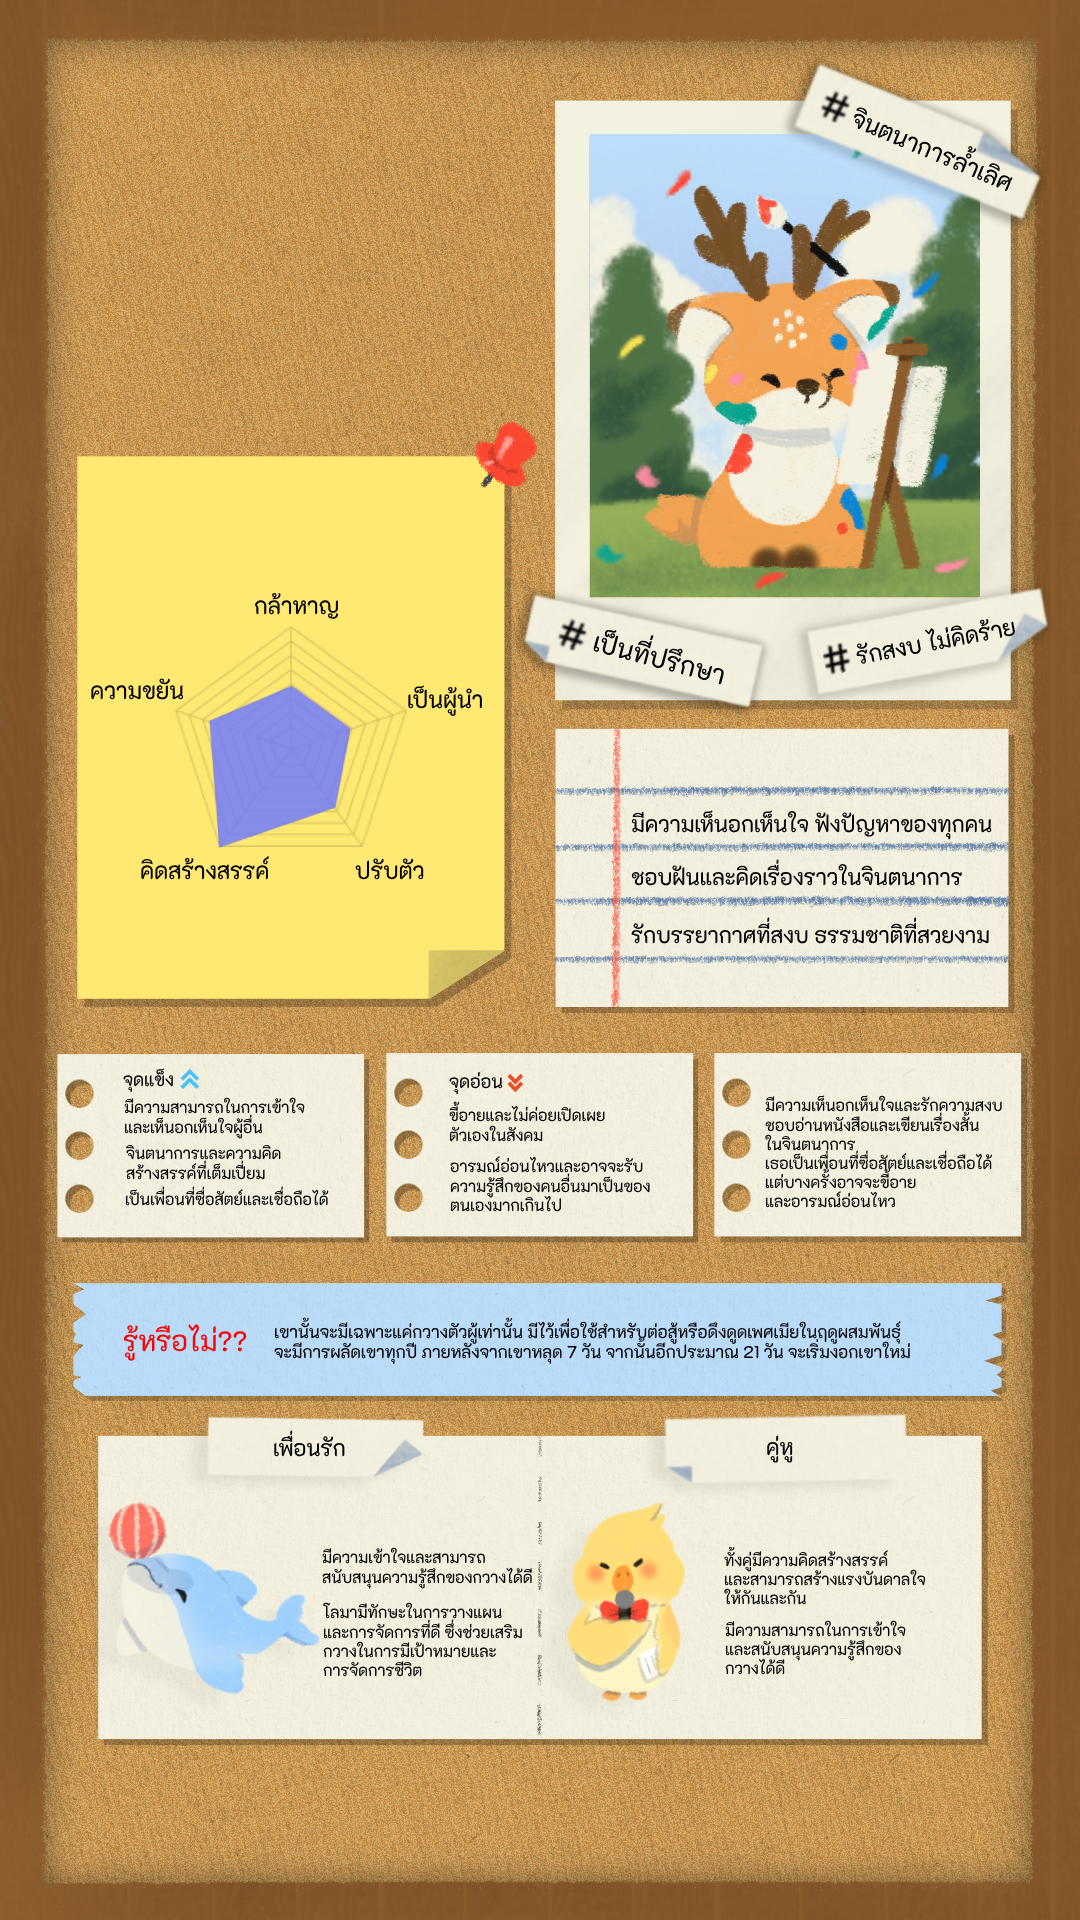 # จินตนาการล้ำเลิศ
# เป็นที่ปรึกษา
# รักสงบ ไม่คิดร้าย
กล้าหาญ
ความขยัน
เป็นผู้นำ
คิดสร้างสรรค์
ปรับตัว
มีความเห็นอกเห็นใจ ฟังปัญหาของทุกคน
ชอบฝันและคิดเรื่องราวในจินตนาการ
รักบรรยากาศที่สงบ ธรรมชาติที่สวยงาม
จุดแข็ง
มีความสามารถในการเข้าใจ
และเห็นอกเห็นใจผู้อื่น
จินตนาการและความคิด
สร้างสรรค์ที่เต็มเปี่ยม
เป็นเพื่อนที่ซื่อสัตย์และเชื่อถือได้
จุดอ่อน
ขี้อายและไม่ค่อยเปิดเผย
ตัวเองในสังคม
อารมณ์อ่อนไหวและอาจจะรับ
ความรู้สึกของคนอื่นมาเป็นของ
ตนเองมากเกินไป
มีความเห็นอกเห็นใจและรักความสงบ
ชอบอ่านหนังสือและเขียนเรื่องสั้น
ในจินตนาการ
เธอเป็นเพื่อนที่ซื่อสัตย์และเชื่อถือได้
แต่บางครั้งอาจจะขี้อาย
และอารมณ์อ่อนไหว
รู้หรือไม่??
เขานั้นจะมีเฉพาะแค่กวางตัวผู้เท่านั้น มีไว้เพื่อใช้สำหรับต่อสู้หรือดึงดูดเพศเมียในฤดูผสมพันธุ์
จะมีการผลัดเขาทุกปี ภายหลังจากเขาหลุด 7 วัน จากนั้นอีกประมาณ 21 วัน จะเริ่มงอกเขาใหม่
เพื่อนรัก
มีความเข้าใจและสามารถ
สนับสนุนความรู้สึกของกวางได้ดี
โลมามีทักษะในการวางแผน
และการจัดการที่ดี ซึ่งช่วยเสริม
กวางในการมีเป้าหมายและ
การจัดการชีวิต
คู่หู
ทั้งคู่มีความคิดสร้างสรรค์
และสามารถสร้างแรงบันดาลใจ
ให้กันและกัน
มีความสามารถในการเข้าใจ
และสนับสนุนความรู้สึกของ
กวางได้ดี